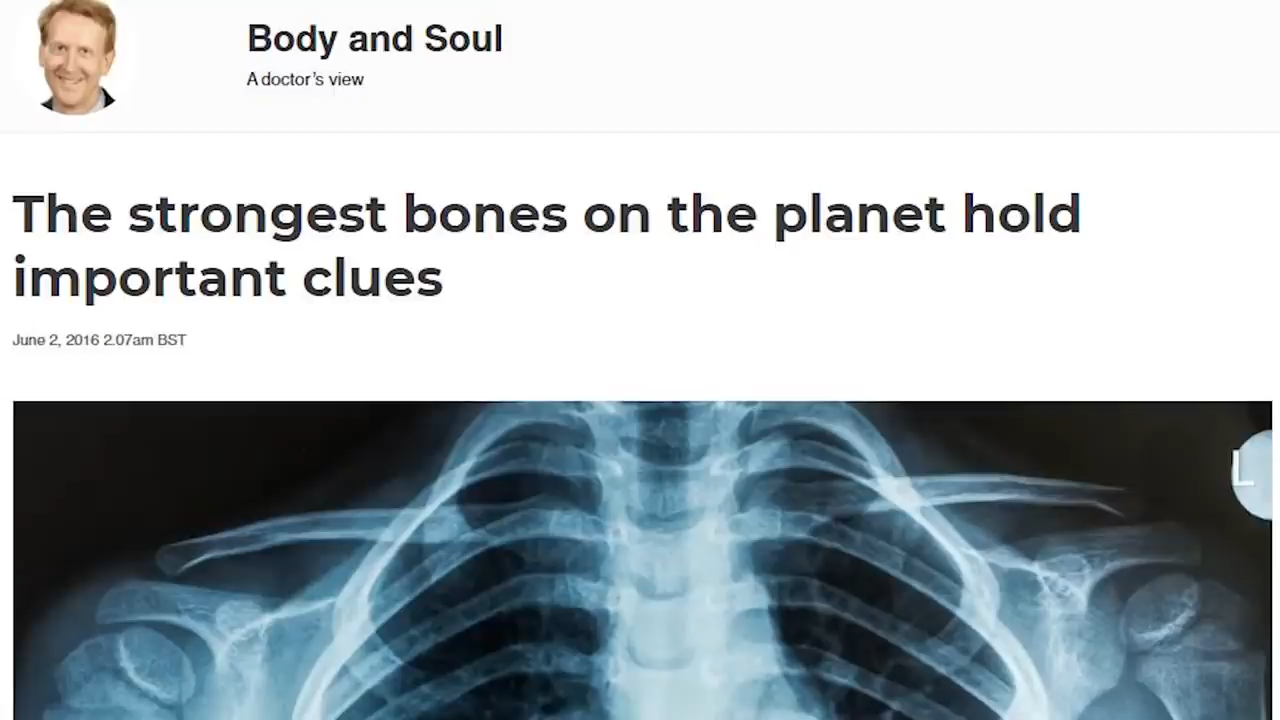 Body and Soul
A doctor's view
The strongest bones on the planet hold
important clues
June 2, 2016 2.07am BST
L